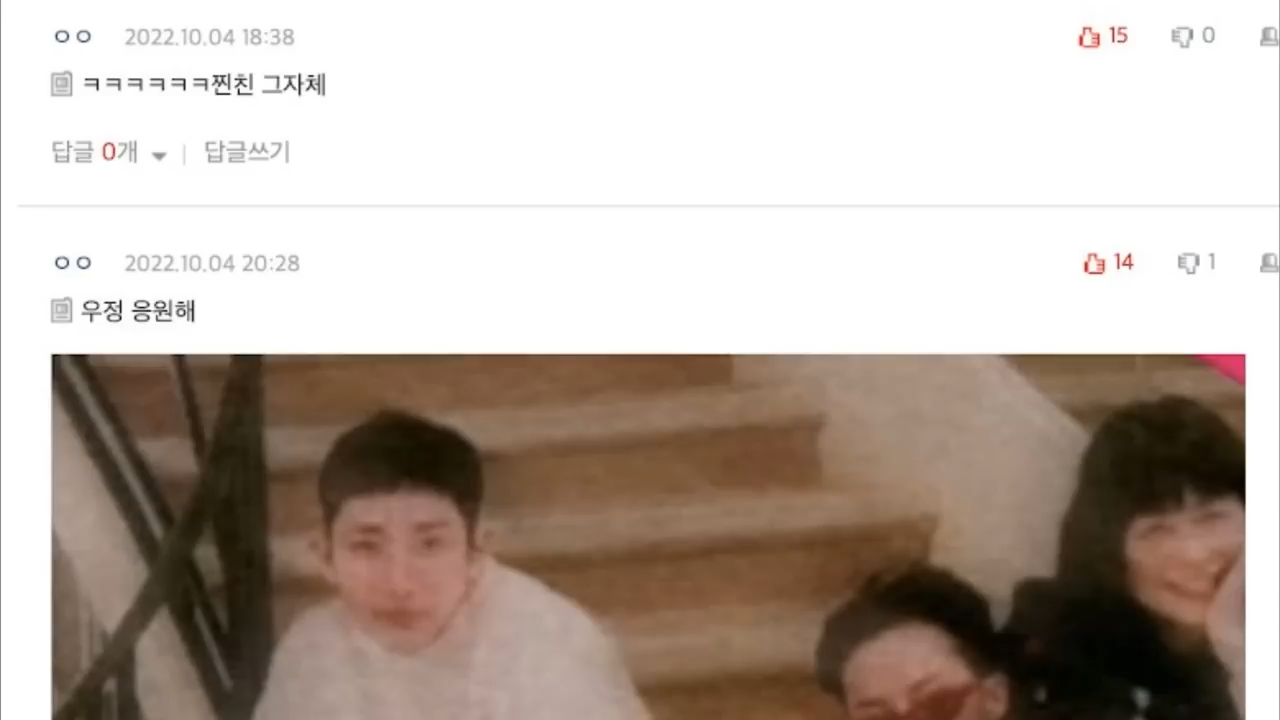 ㅇㅇ 2022.10.04 18:38 15 0
ㅋㅋㅋㅋㅋㅋ찐친 그자체
답글 0개 | 답글쓰기
ㅇㅇ 2022.10.04 20:28 14 1
우정 응원해